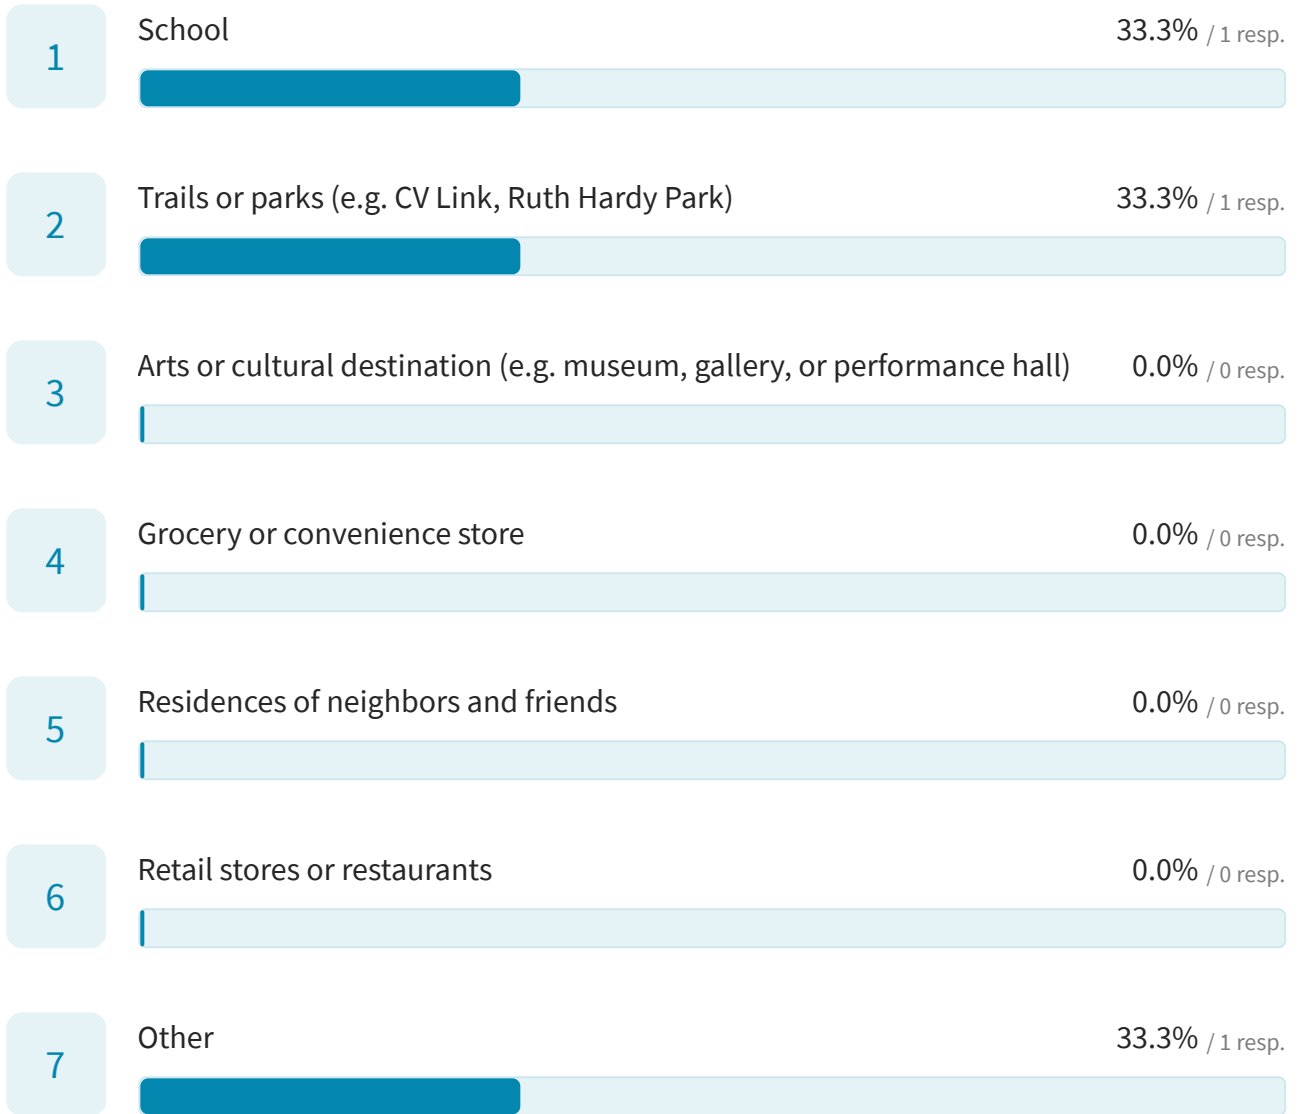 1
School 33.3% / 1 resp.
2
Trails or parks (e.g. CV Link, Ruth Hardy Park) 33.3% / 1 resp.
3
Arts or cultural destination (e.g. museum, gallery, or performance hall) 0.0% / 0 resp.
4
Grocery or convenience store 0.0% / 0 resp.
5
Residences of neighbors and friends 0.0% / 0 resp.
6
Retail stores or restaurants 0.0% / 0 resp.
7
Other 33.3% / 1 resp.